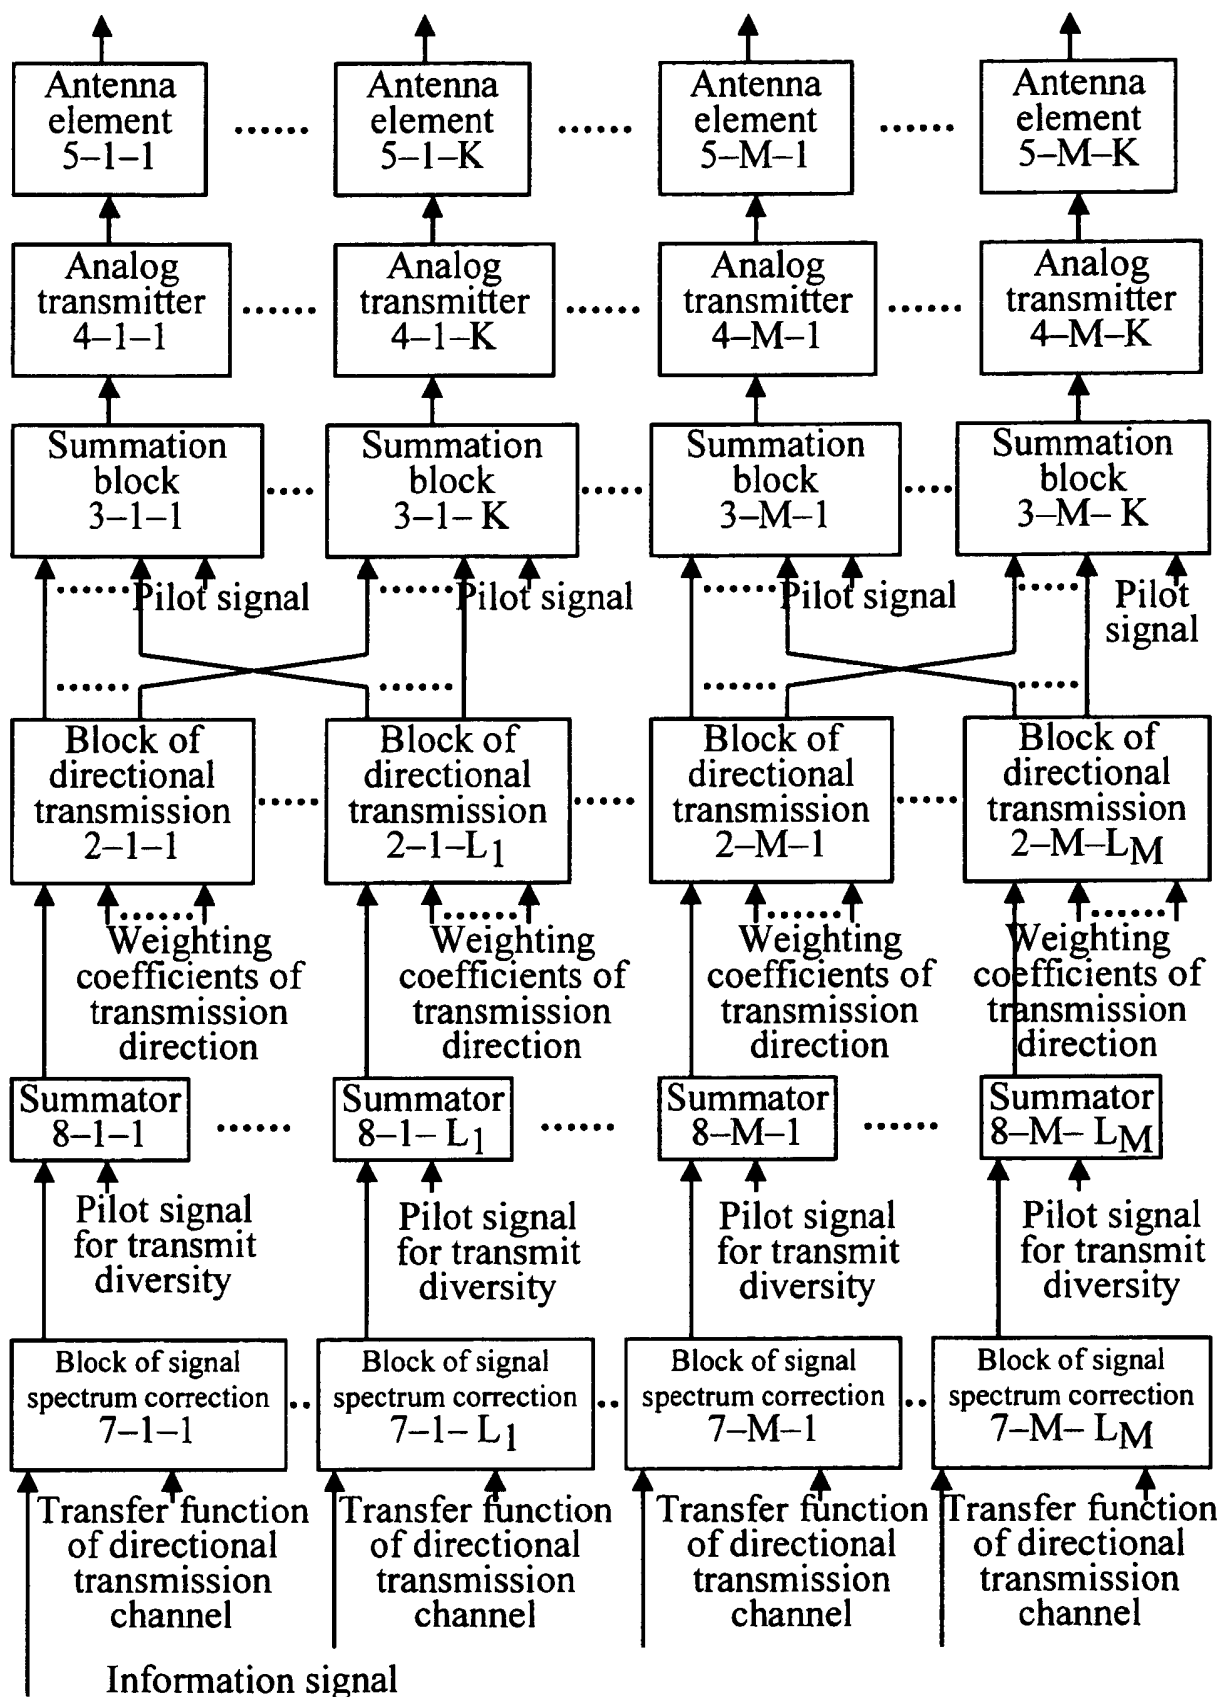 Antenna
element
5–1–1
Antenna
element
5–1–K
Antenna
element
5–M–1
Antenna
element
5–M–K
Analog
transmitter
4–1–1
Analog
transmitter
4–1–K
Analog
transmitter
4–M–1
Analog
transmitter
4–M–K
Summation
block
3–1–1
Summation
block
3–1– K
Summation
block
3–M–1
Summation
block
3–M– K
Pilot signal
Pilot signal
Pilot signal
Pilot
signal
Block of
directional
transmission
2–1–1
Block of
directional
transmission
2–1–L1
Block of
directional
transmission
2–M–1
Block of
directional
transmission
2–M–LM
Weighting
coefficients of
transmission
direction
Weighting
coefficients of
transmission
direction
Weighting
coefficients of
transmission
direction
Weighting
coefficients of
transmission
direction
Summator
8–1–1
Summator
8–1– L1
Summator
8–M–1
Summator
8–M– LM
Pilot signal
for transmit
diversity
Pilot signal
for transmit
diversity
Pilot signal
for transmit
diversity
Pilot signal
for transmit
diversity
Block of signal
spectrum correction
7–1–1
Block of signal
spectrum correction
7–1– L1
Block of signal
spectrum correction
7–M–1
Block of signal
spectrum correction
7–M– LM
Transfer function
of directional
transmission
channel
Transfer function
of directional
transmission
channel
Transfer function
of directional
transmission
channel
Transfer function
of directional
transmission
channel
Information signal